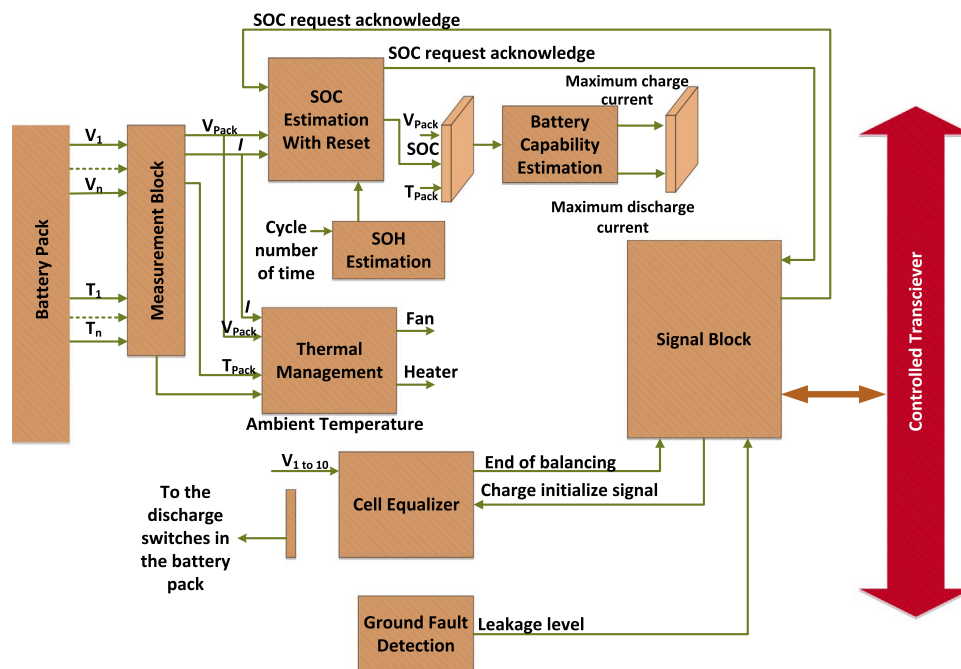 SOC request acknowledge
SOC request acknowledge
SOC
Estimation
With Reset
Maximum charge
current
V1
Vn
T1
Tn
Battery Pack
Measurement Block
VPack
I
VPack
SOC
TPack
Battery
Capability
Estimation
Maximum discharge
current
Cycle
number
of time
SOH
Estimation
I
VPack
TPack
Thermal
Management
Fan
Heater
Ambient Temperature
Signal Block
Controlled Transciever
V1 to 10
Cell Equalizer
End of balancing
Charge initialize signal
To the
discharge
switches in
the battery
pack
Ground Fault
Detection
Leakage level